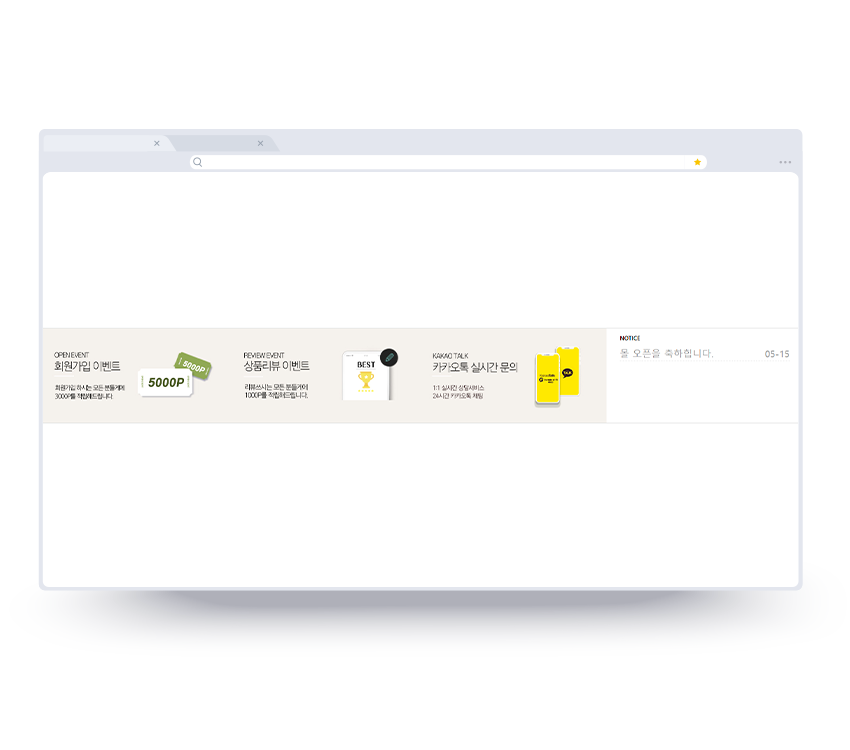 OPEN EVENT
회원가입 이벤트
회원가입 하시는 모든 분들게게
3000P를 적립해드립니다.
5000P
5000P
REVIEW EVENT
상품리뷰 이벤트
리뷰쓰시는 모든 분들게에
1000P를 적립해드립니다.
BEST
KAKAO TALK
카카오톡 실시간 문의
1:1 실시간 상담서비스
24시간 카카오톡 채팅
TALK
NOTICE
몰 오픈을 축하합니다.
05-15